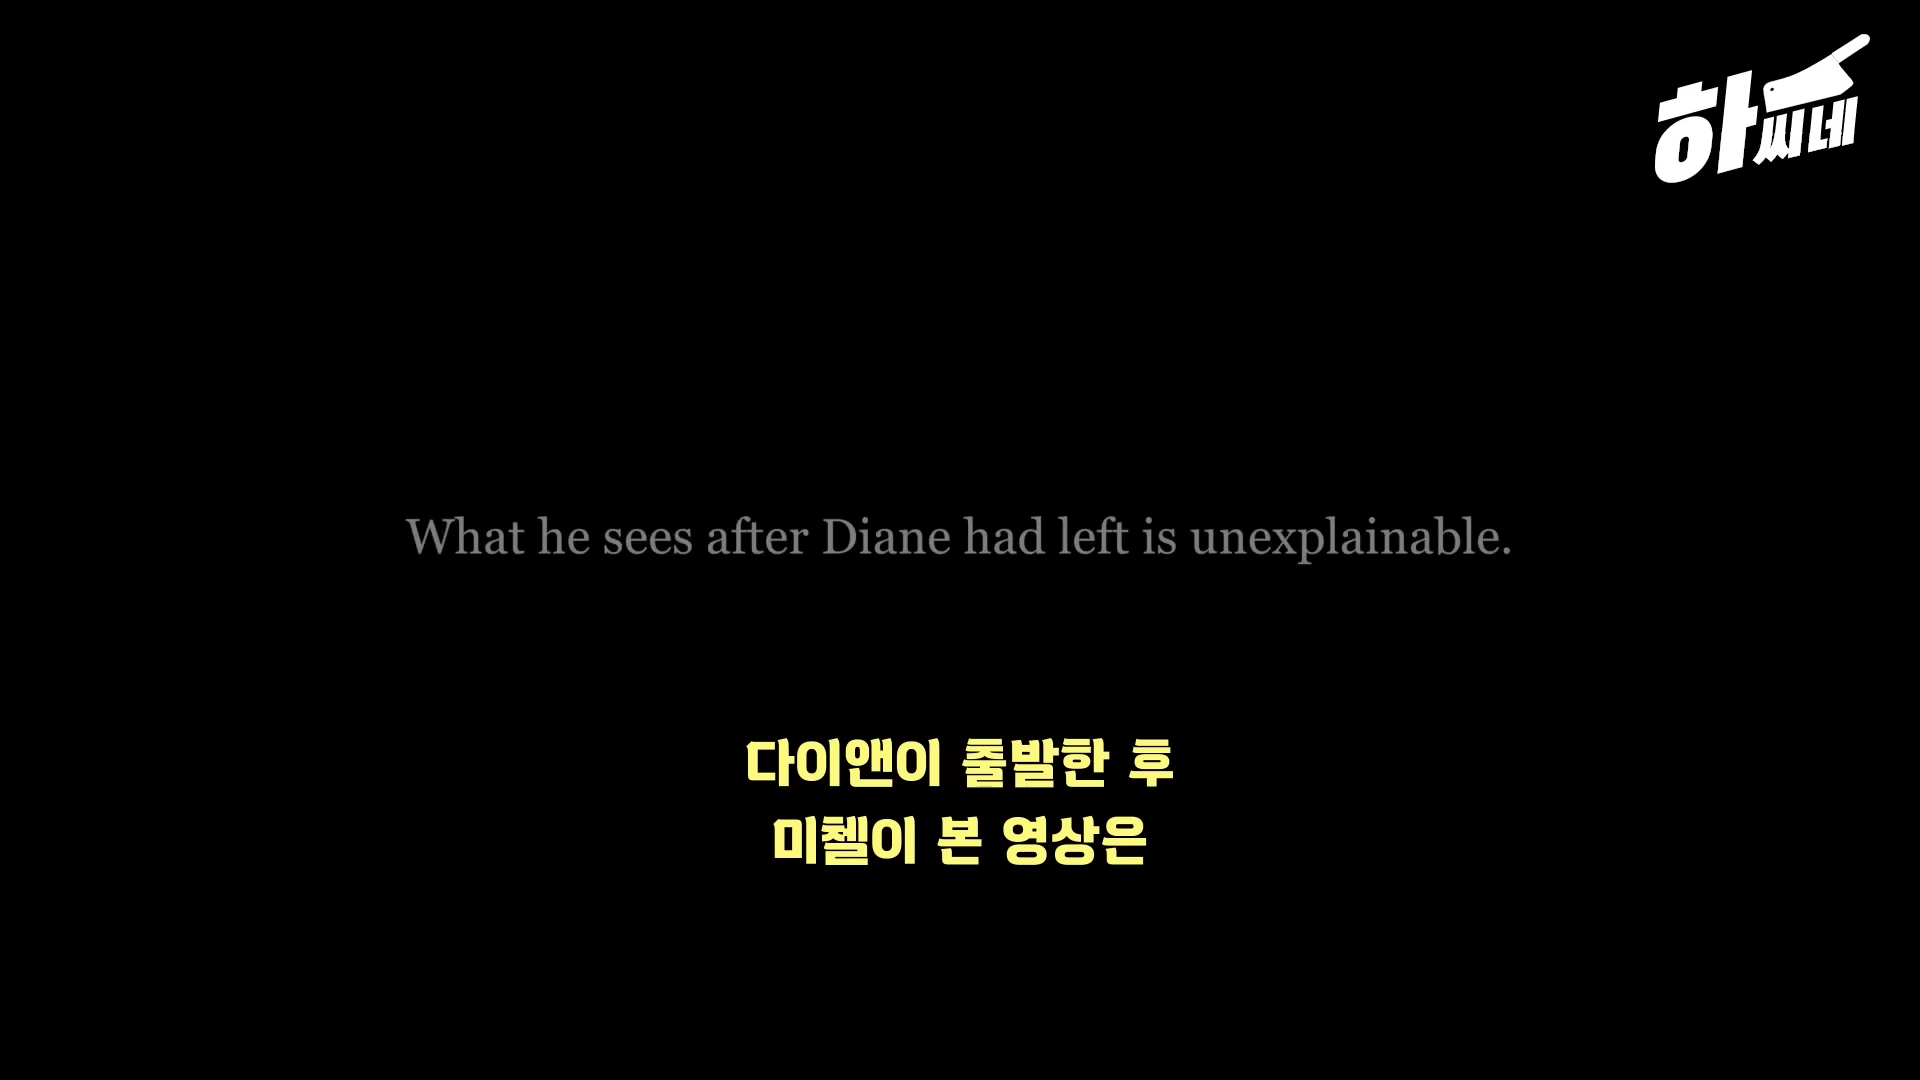 하씨네
What he sees after Diane had left is unexplainable.
다이앤이 출발한 후
미첼이 본 영상은